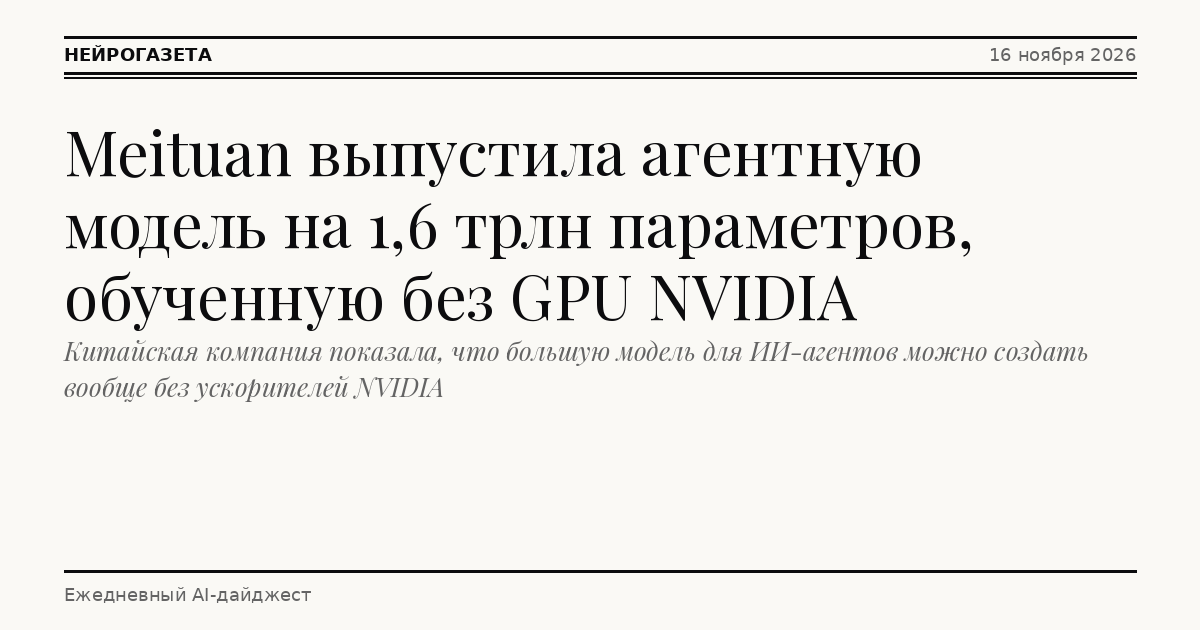 НЕЙРОГАЗЕТА
16 ноября 2026
Meituan выпустила агентную
модель на 1,6 трлн параметров,
обученную без GPU NVIDIA
Китайская компания показала, что большую модель для ИИ-агентов можно создать
вообще без ускорителей NVIDIA
Ежедневный AI-дайджест